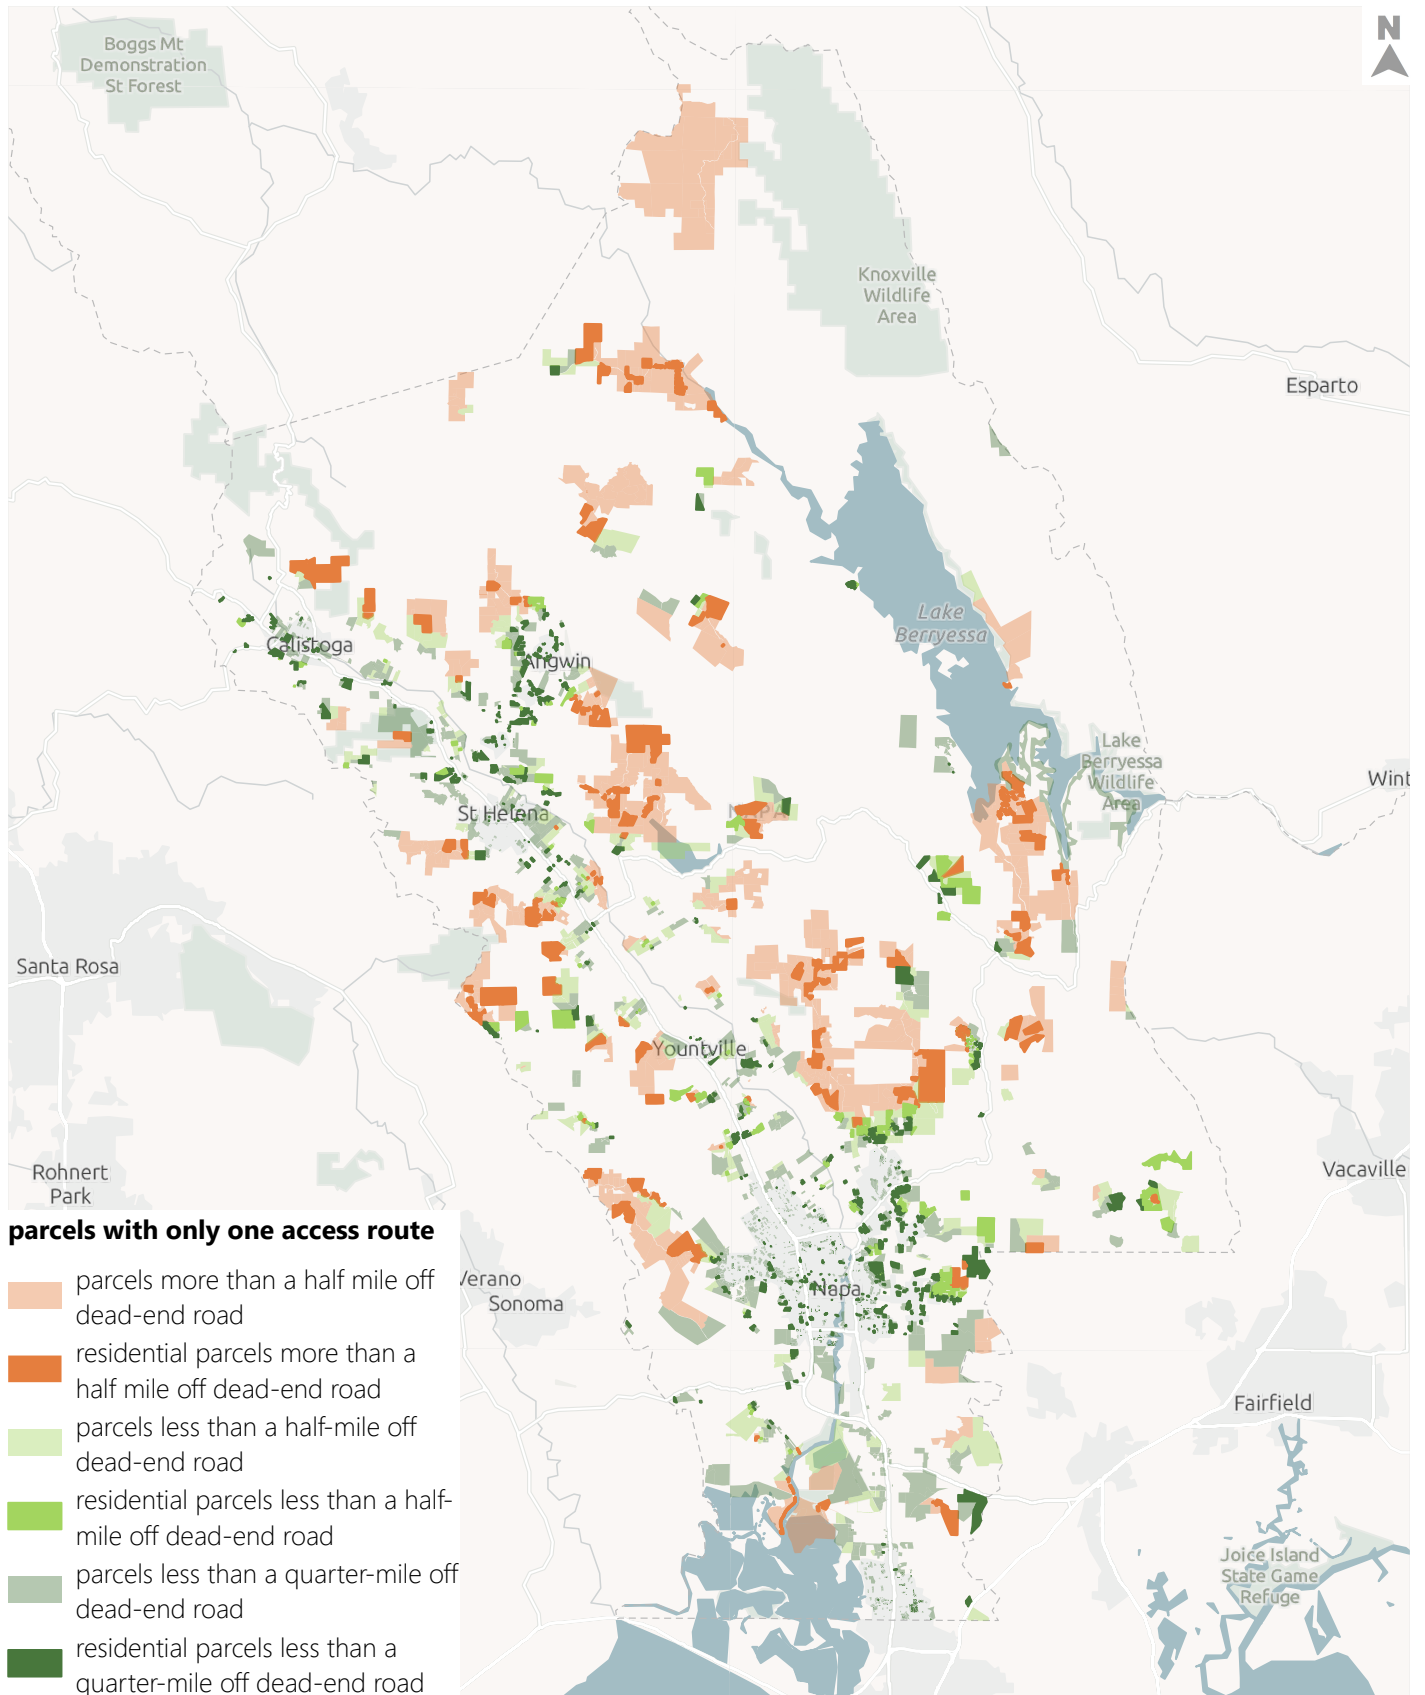 N
Boggs Mt
Demonstration
St Forest
Knoxville
Wildlife
Area
Esparto
Lake
Berryessa
Calistoga
Angwin
Lake
Berryessa
Wildlife
Area
Wint
St Helena
NAPA
Santa Rosa
Yountville
Rohnert
Park
Vacaville
parcels with only one access route
parcels more than a half mile off
dead-end road
residential parcels more than a
half mile off dead-end road
parcels less than a half-mile off
dead-end road
residential parcels less than a half-
mile off dead-end road
parcels less than a quarter-mile off
dead-end road
residential parcels less than a
quarter-mile off dead-end road
Verano
Sonoma
Napa
Fairfield
Joice Island
State Game
Refuge